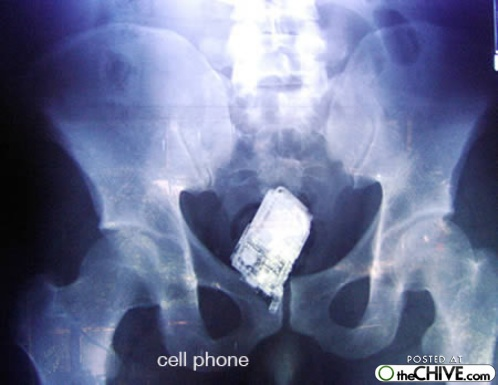 cell phone
POSTED AT
theCHIVE.com